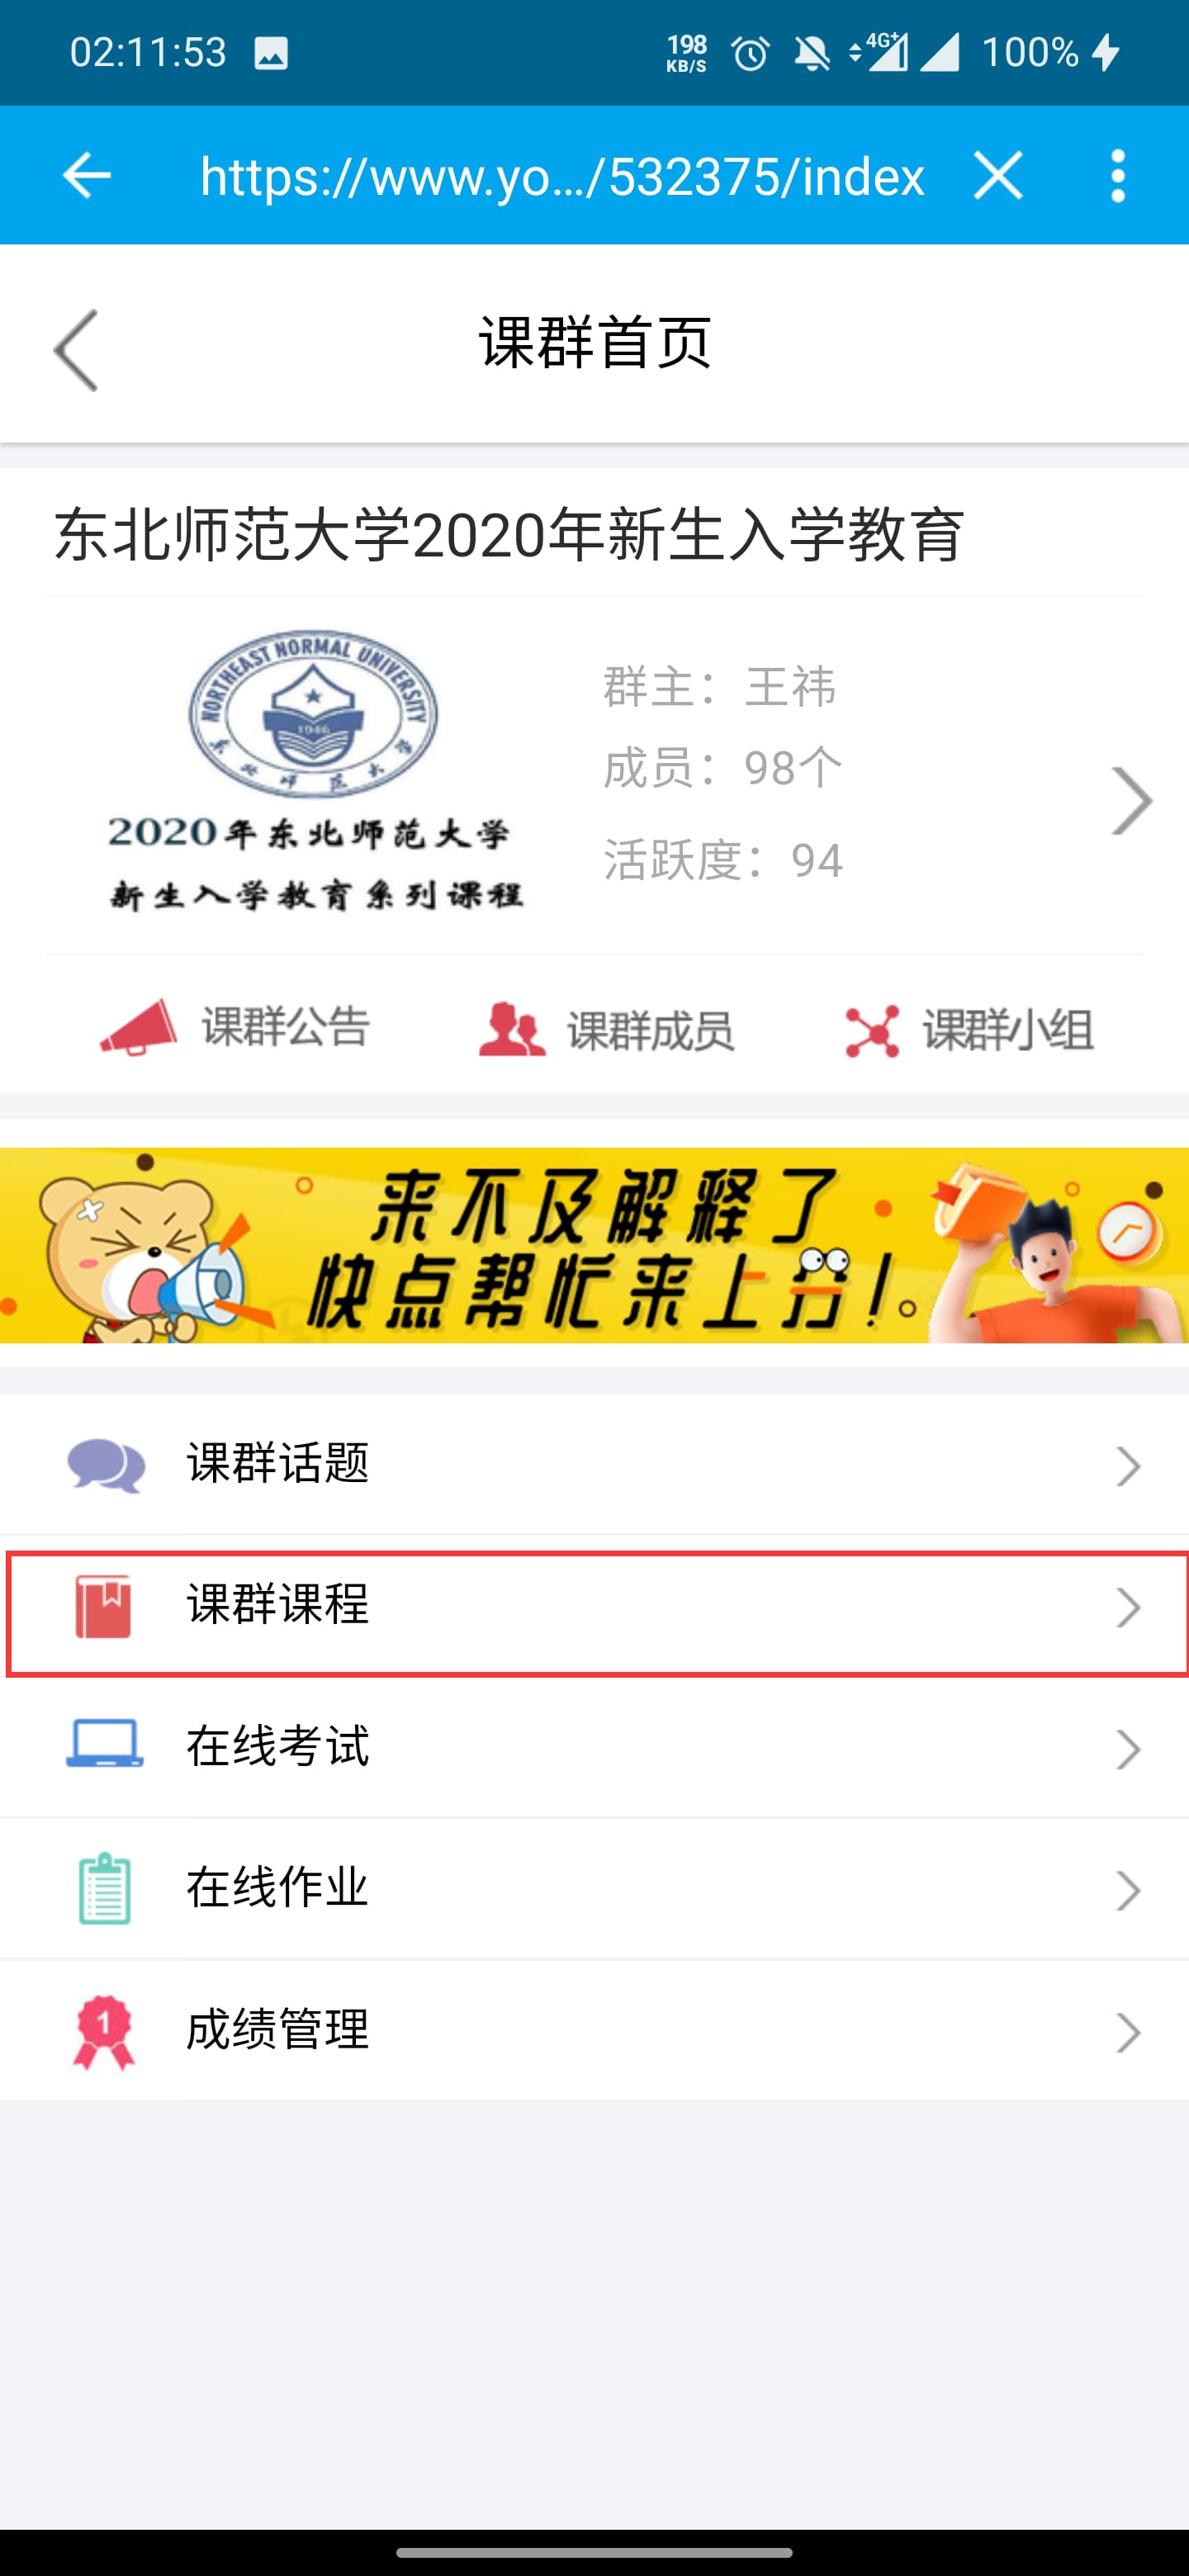 02:11:53
198 KB/S 4G+ 100%
https://www.yo.../532375/index
课群首页
东北师范大学2020年新生入学教育
NORTHEAST NORMAL UNIVERSITY
1946
东北师范大学
2020年东北师范大学
新生入学教育系列课程
群主：王祎
成员：98个
活跃度：94
课群公告 课群成员 课群小组
来不及解释了
快点帮忙来上分！。
课群话题
课群课程
在线考试
在线作业
1
成绩管理